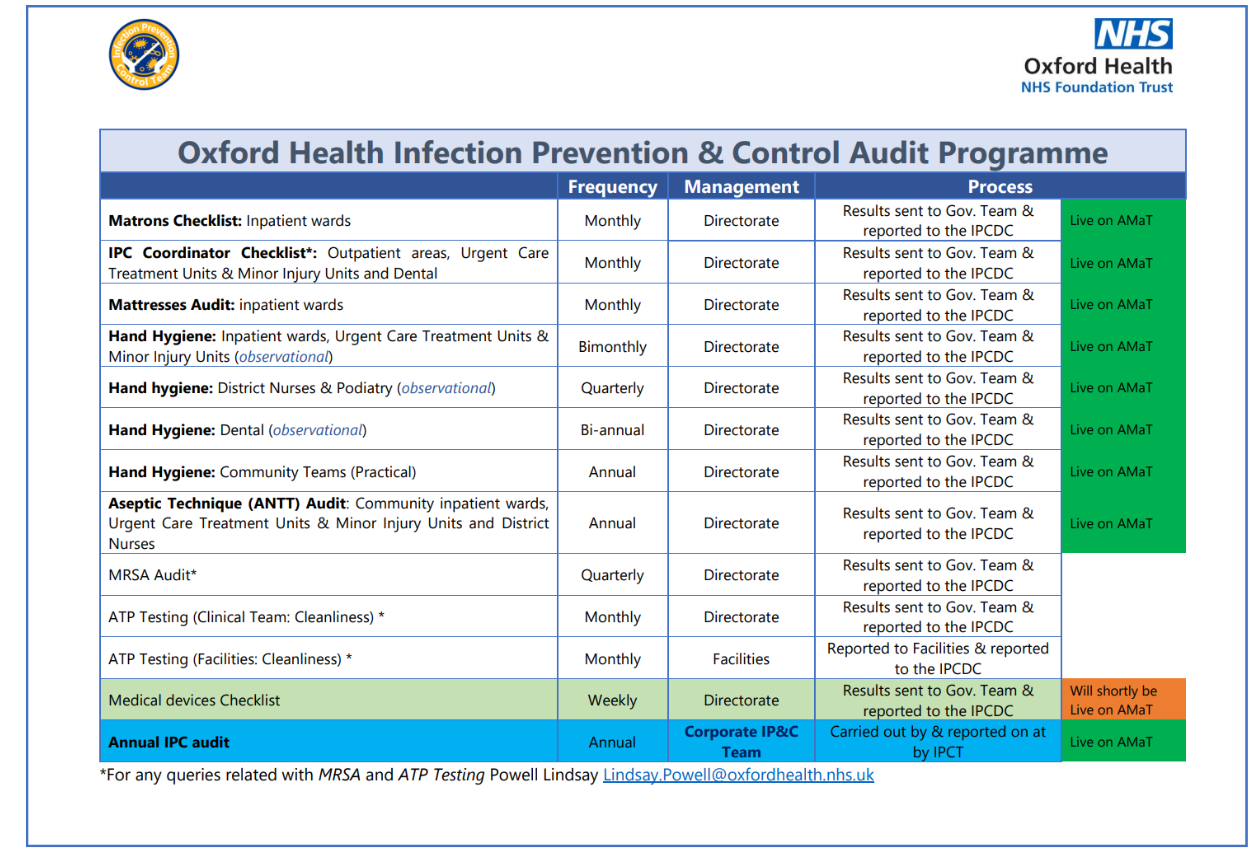 Infection Prevention
Control Team
NHS
Oxford Health
NHS Foundation Trust
Oxford Health Infection Prevention & Control Audit Programme
Frequency Management Process
Matrons Checklist: Inpatient wards Monthly Directorate Results sent to Gov. Team & Live on AMaT
reported to the IPCDC
IPC Coordinator Checklist*: Outpatient areas, Urgent Care Monthly Directorate Results sent to Gov. Team & Live on AMaT
Treatment Units & Minor Injury Units and Dental reported to the IPCDC
Mattresses Audit: inpatient wards Monthly Directorate Results sent to Gov. Team & Live on AMaT
reported to the IPCDC
Hand Hygiene: Inpatient wards, Urgent Care Treatment Units & Bimonthly Directorate Results sent to Gov. Team & Live on AMaT
Minor Injury Units (observational) reported to the IPCDC
Hand hygiene: District Nurses & Podiatry (observational) Quarterly Directorate Results sent to Gov. Team & Live on AMaT
reported to the IPCDC
Hand Hygiene: Dental (observational) Bi-annual Directorate Results sent to Gov. Team & Live on AMaT
reported to the IPCDC
Hand Hygiene: Community Teams (Practical) Annual Directorate Results sent to Gov. Team & Live on AMaT
reported to the IPCDC
Aseptic Technique (ANTT) Audit: Community inpatient wards,
Urgent Care Treatment Units & Minor Injury Units and District Annual Directorate Results sent to Gov. Team & Live on AMaT
Nurses reported to the IPCDC
MRSA Audit* Quarterly Directorate Results sent to Gov. Team &
reported to the IPCDC
ATP Testing (Clinical Team: Cleanliness) * Monthly Directorate Results sent to Gov. Team &
reported to the IPCDC
ATP Testing (Facilities: Cleanliness) * Monthly Facilities Reported to Facilities & reported
to the IPCDC
Medical devices Checklist Weekly Directorate Results sent to Gov. Team & Will shortly be
reported to the IPCDC Live on AMaT
Annual IPC audit Annual Corporate IP&C Carried out by & reported on at Live on AMaT
Team by IPCT
*For any queries related with MRSA and ATP Testing Powell Lindsay Lindsay.Powell@oxfordhealth.nhs.uk